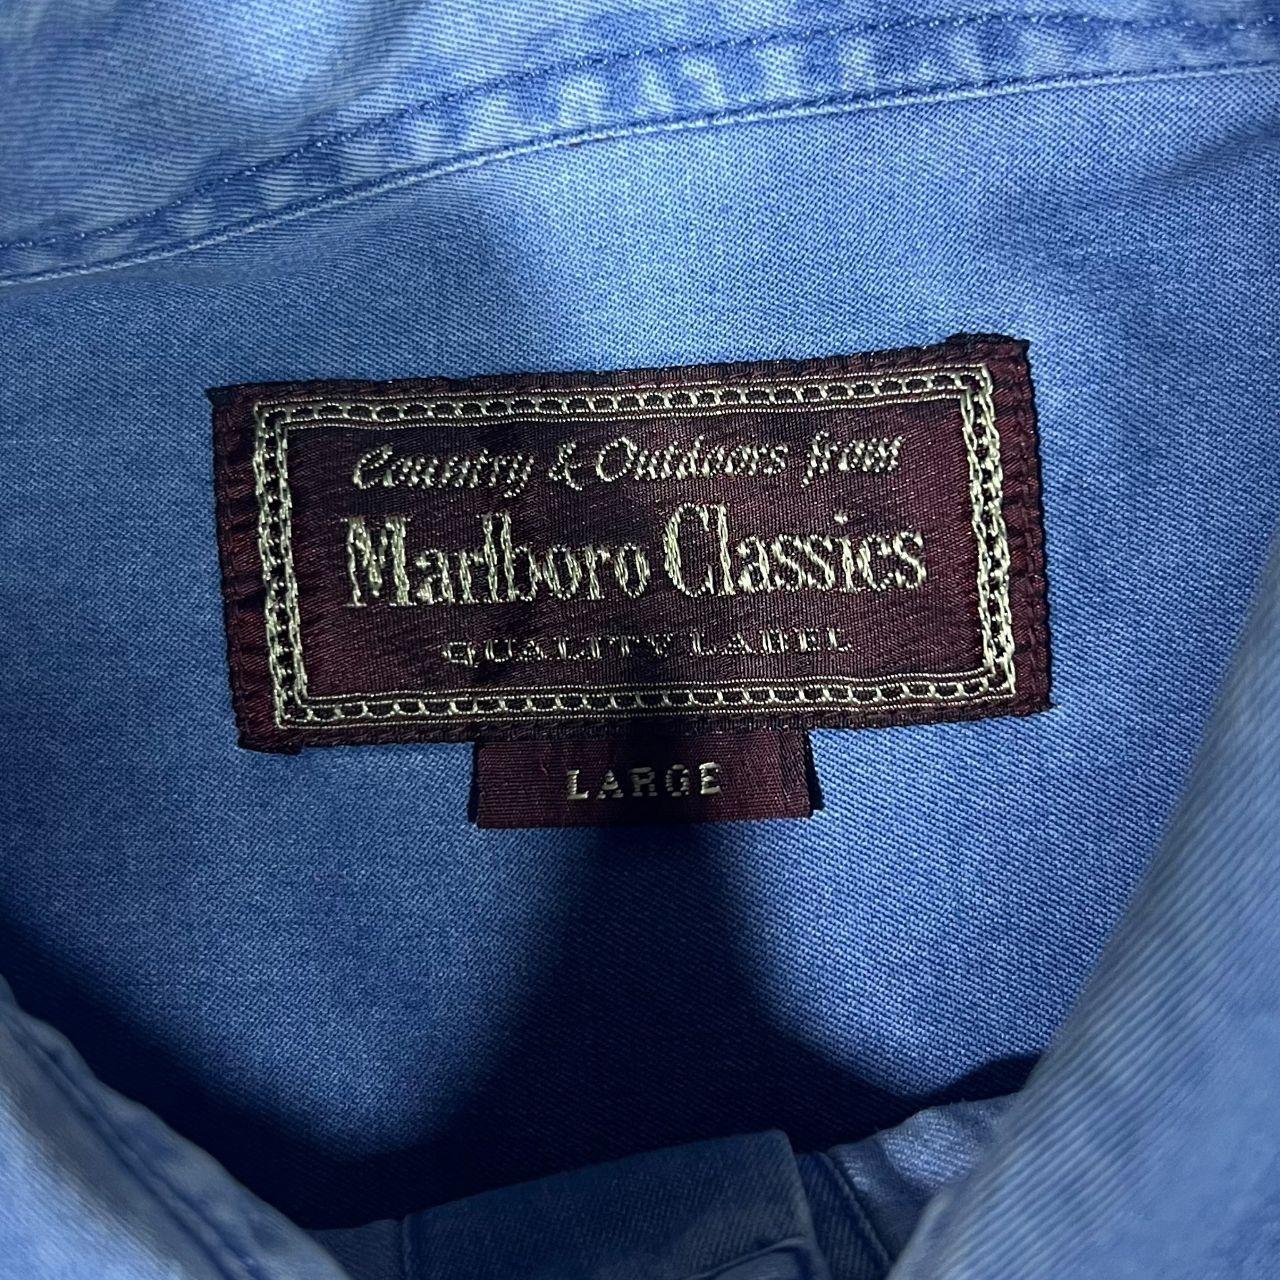 Country & Outdoors from
Marlboro Classics
QUALITY LABEL
LARGE